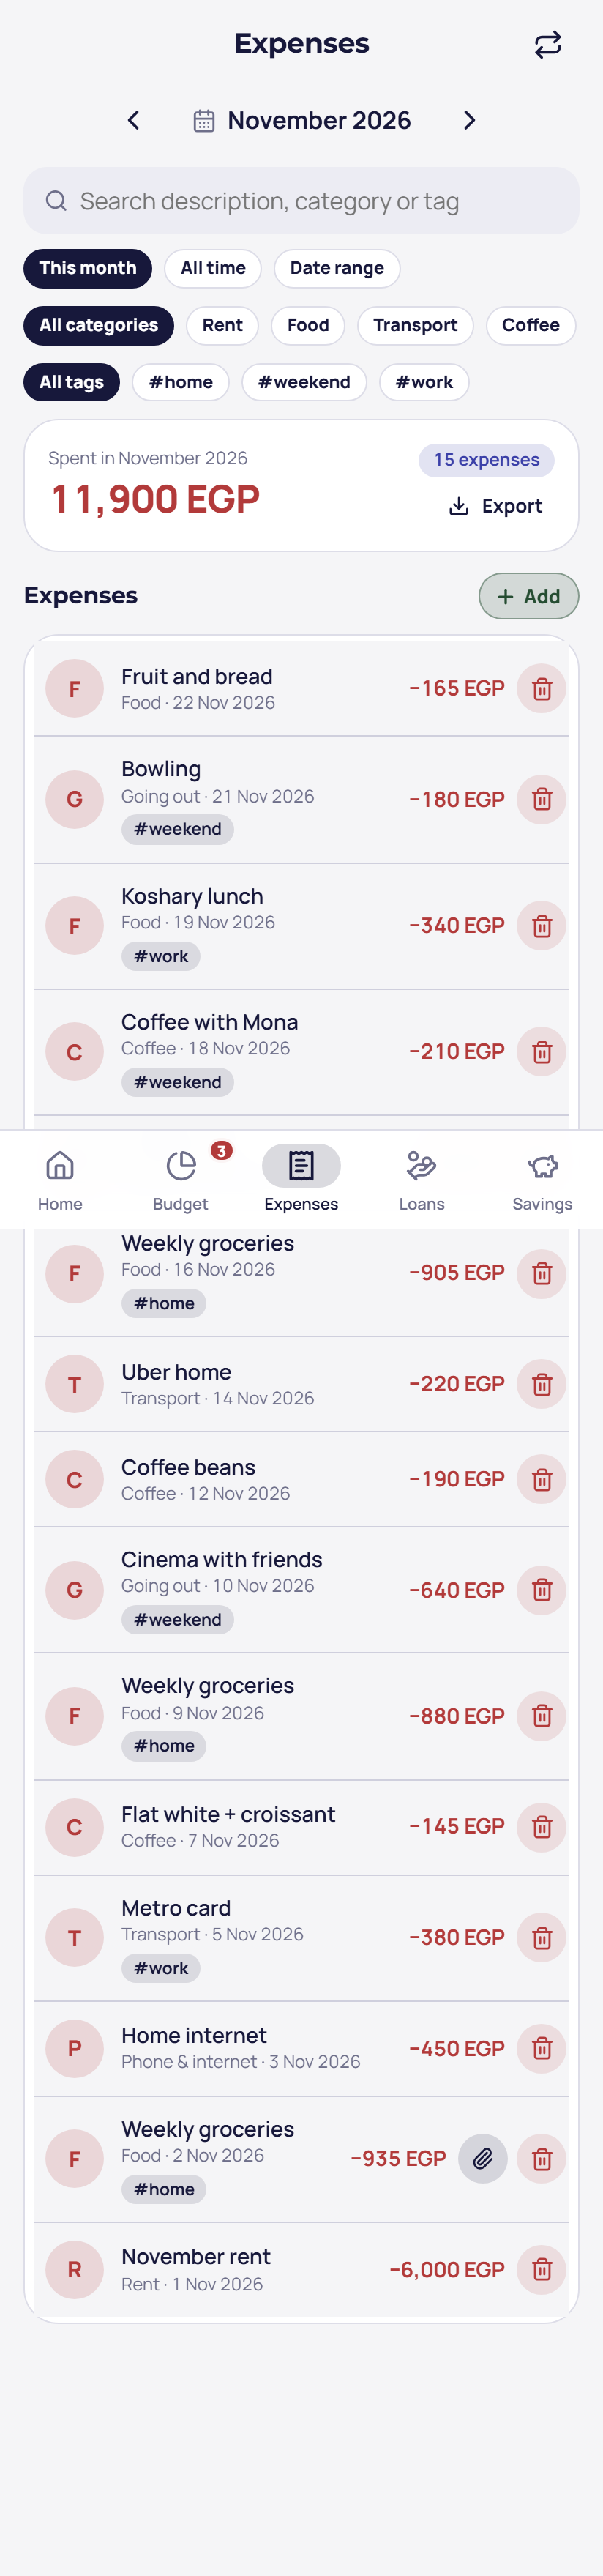 Expenses
November 2026
Search description, category or tag
This month
All time
Date range
All categories
Rent
Food
Transport
Coffee
All tags
#home
#weekend
#work
Spent in November 2026
15 expenses
11,900 EGP
Export
Expenses
+ Add
F
Fruit and bread
Food · 22 Nov 2026
−165 EGP
G
Bowling
Going out · 21 Nov 2026
#weekend
−180 EGP
F
Koshary lunch
Food · 19 Nov 2026
#work
−340 EGP
C
Coffee with Mona
Coffee · 18 Nov 2026
#weekend
−210 EGP
3
Home
Budget
Expenses
Loans
Savings
F
Weekly groceries
Food · 16 Nov 2026
#home
−905 EGP
T
Uber home
Transport · 14 Nov 2026
−220 EGP
C
Coffee beans
Coffee · 12 Nov 2026
−190 EGP
G
Cinema with friends
Going out · 10 Nov 2026
#weekend
−640 EGP
F
Weekly groceries
Food · 9 Nov 2026
#home
−880 EGP
C
Flat white + croissant
Coffee · 7 Nov 2026
−145 EGP
T
Metro card
Transport · 5 Nov 2026
#work
−380 EGP
P
Home internet
Phone & internet · 3 Nov 2026
−450 EGP
F
Weekly groceries
Food · 2 Nov 2026
#home
−935 EGP
R
November rent
Rent · 1 Nov 2026
−6,000 EGP